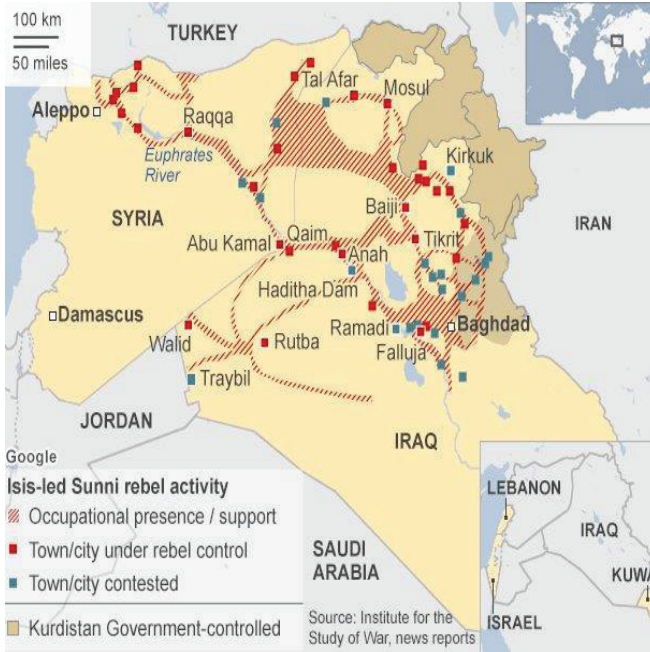 100 km
50 miles
TURKEY
Tal Afar
Mosul
Aleppo
Raqqa
Euphrates
River
Kirkuk
SYRIA
Baiji
IRAN
Abu Kamal
Qaim
Tikrit
Anah
Haditha Dam
Damascus
Ramadi
Baghdad
Walid
Rutba
Falluja
Traybil
JORDAN
IRAQ
Google
Isis-led Sunni rebel activity
Occupational presence / support
Town/city under rebel control
Town/city contested
Kurdistan Government-controlled
SAUDI
ARABIA
Source: Institute for the
Study of War, news reports
LEBANON
IRAQ
KUWA
ISRAEL